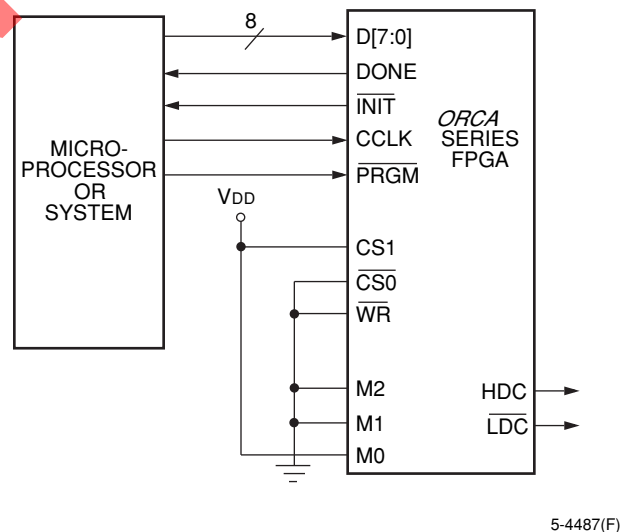 8
D[7:0]
DONE
INIT
CCLK
PRGM
MICRO-
PROCESSOR
OR
SYSTEM
ORCA
SERIES
FPGA
VDD
CS1
CS0
WR
M2
M1
M0
HDC
LDC
5-4487(F)